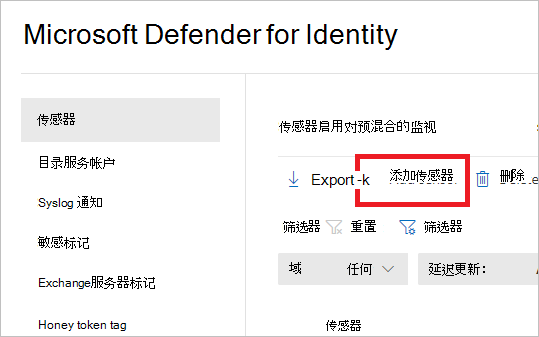 Microsoft Defender for Identity
传感器
目录服务帐户
Syslog 通知
敏感标记
Exchange服务器标记
Honey token tag
传感器启用对预混合的监视
Export -k 添加传感器 删除
筛选器 重置 筛选器
域 任何 延迟更新：
传感器